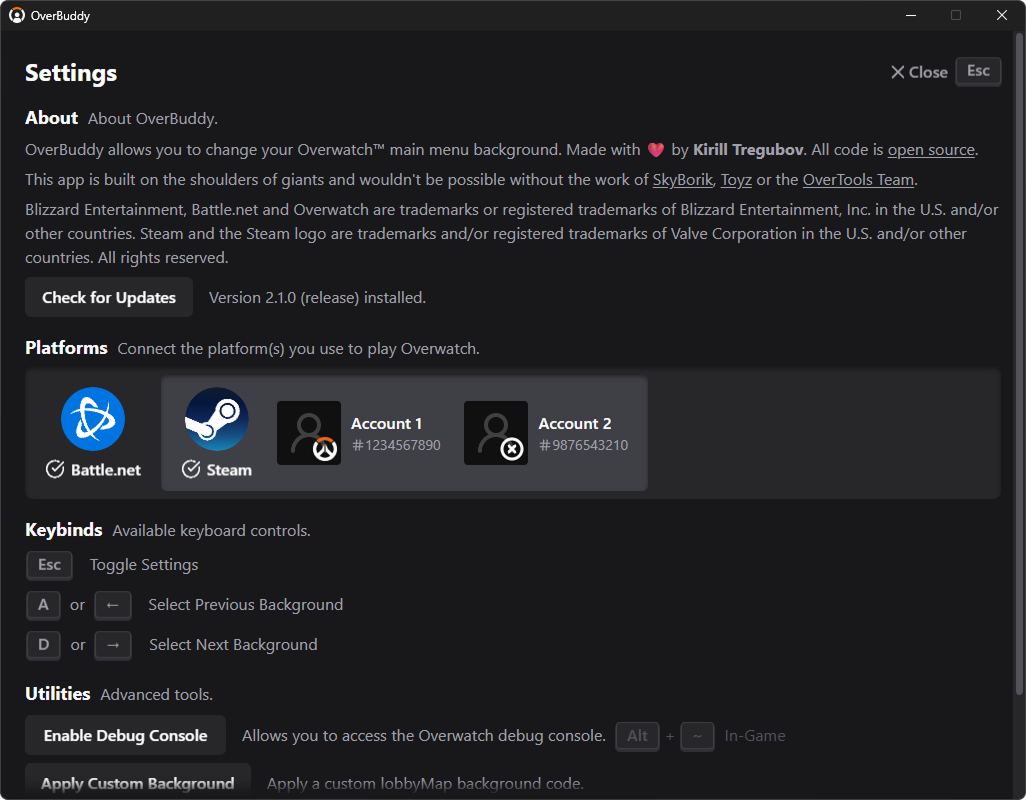 OverBuddy
Settings
Close Esc
About About OverBuddy.
OverBuddy allows you to change your Overwatch™ main menu background. Made with ❤ by Kirill Tregubov. All code is open source.
This app is built on the shoulders of giants and wouldn't be possible without the work of SkyBorik, Toyz or the OverTools Team.
Blizzard Entertainment, Battle.net and Overwatch are trademarks or registered trademarks of Blizzard Entertainment, Inc. in the U.S. and/or
other countries. Steam and the Steam logo are trademarks and/or registered trademarks of Valve Corporation in the U.S. and/or other
countries. All rights reserved.
Check for Updates Version 2.1.0 (release) installed.
Platforms Connect the platform(s) you use to play Overwatch.
Battle.net
Steam
Account 1
#1234567890
Account 2
#9876543210
Keybinds Available keyboard controls.
Esc Toggle Settings
A or ← Select Previous Background
D or → Select Next Background
Utilities Advanced tools.
Enable Debug Console Allows you to access the Overwatch debug console. Alt + ~ In-Game
Apply Custom Background Apply a custom lobbyMap background code.